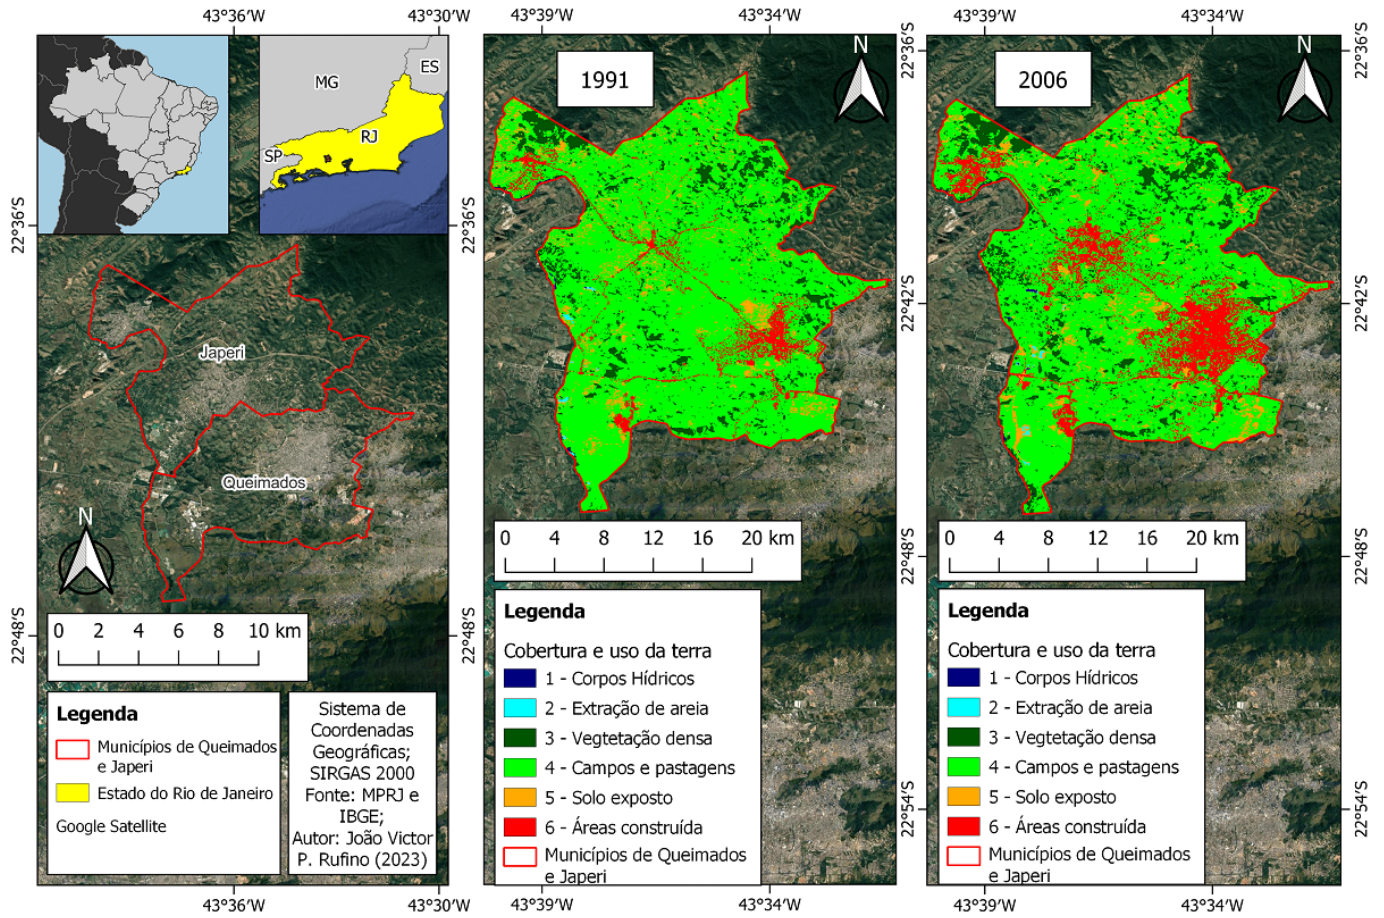 43°36'W
43°30'W
43°39'W
43°34'W
43°39'W
43°34'W
MG
ES
RJ
SP
22°36'S
22°48'S
22°36'S
22°48'S
Japeri
Queimados
N
0 2 4 6 8 10 km
Legenda
Municípios de Queimados
e Japeri
Estado do Rio de Janeiro
Google Satellite
Sistema de
Coordenadas
Geográficas;
SIRGAS 2000
Fonte: MPRJ e
IBGE;
Autor: João Victor
P. Rufino (2023)
43°36'W
43°30'W
1991
N
0 4 8 12 16 20 km
Legenda
Cobertura e uso da terra
1 - Corpos Hídricos
2 - Extração de areia
3 - Vegtetação densa
4 - Campos e pastagens
5 - Solo exposto
6 - Áreas construída
Municípios de Queimados
e Japeri
43°39'W
43°34'W
22°36'S
22°42'S
22°48'S
22°54'S
2006
N
0 4 8 12 16 20 km
Legenda
Cobertura e uso da terra
1 - Corpos Hídricos
2 - Extração de areia
3 - Vegtetação densa
4 - Campos e pastagens
5 - Solo exposto
6 - Áreas construída
Municípios de Queimados
e Japeri
22°36'S
22°42'S
22°48'S
22°54'S
43°39'W
43°34'W